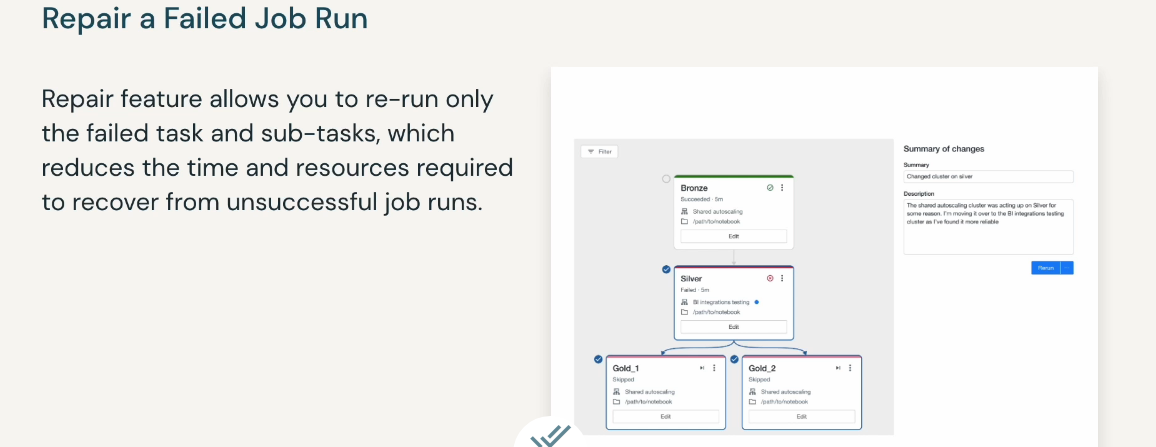 Repair a Failed Job Run
Repair feature allows you to re-run only
the failed task and sub-tasks, which
reduces the time and resources required
to recover from unsuccessful job runs.
Filter
Bronze
Succeeded · 5m
Shared autoscaling
/path/to/notebook
Edit
Silver
Failed · 5m
BI integrations testing
/path/to/notebook
Edit
Gold_1
Skipped
Shared autoscaling
/path/to/notebook
Edit
Gold_2
Skipped
Shared autoscaling
/path/to/notebook
Edit
Summary of changes
Summary
Changed cluster on silver
Description
The shared autoscaling cluster was acting up on Silver for
some reason. I'm moving it over to the BI integrations testing
cluster as I've found it more reliable
Rerun